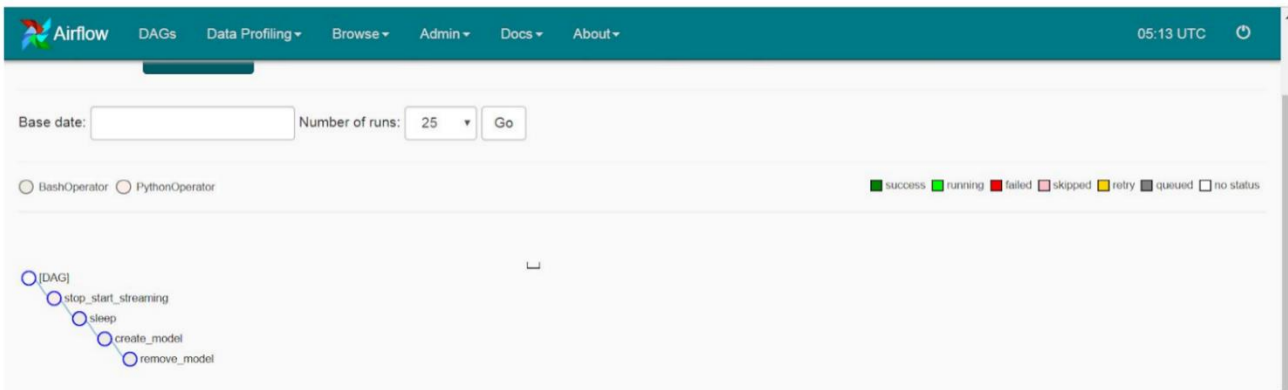 Airflow DAGs Data Profiling Browse Admin Docs About 05:13 UTC
Base date: Number of runs: 25 Go
BashOperator PythonOperator success running failed skipped retry queued no status
[DAG]
stop_start_streaming
sleep
create_model
remove_model